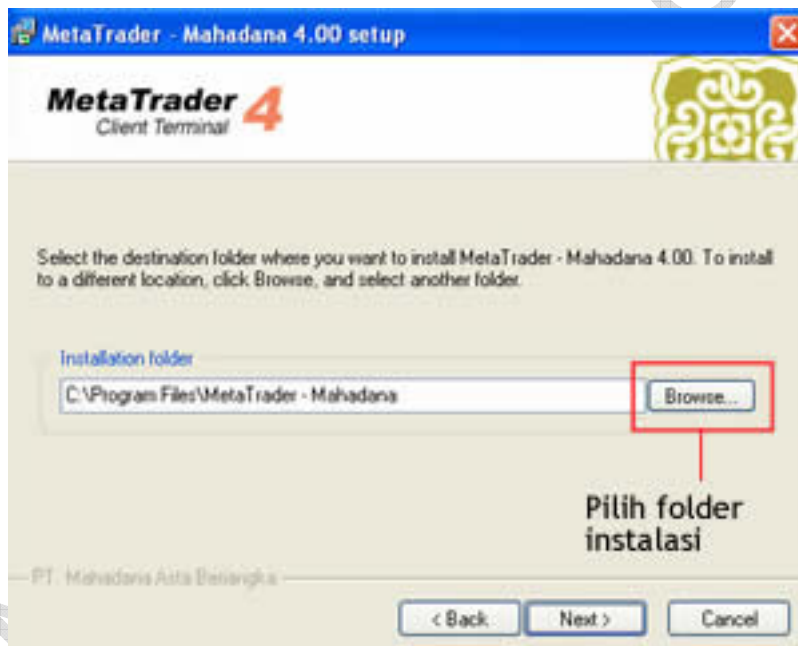 MetaTrader - Mahadana 4.00 setup
MetaTrader 4
Client Terminal
Select the destination folder where you want to install MetaTrader - Mahadana 4.00. To install
to a different location, click Browse, and select another folder.
Installation folder
C:\Program Files\MetaTrader - Mahadana
Browse...
Pilih folder
instalasi
PT. Mahadana Asta Berjangka
< Back
Next >
Cancel